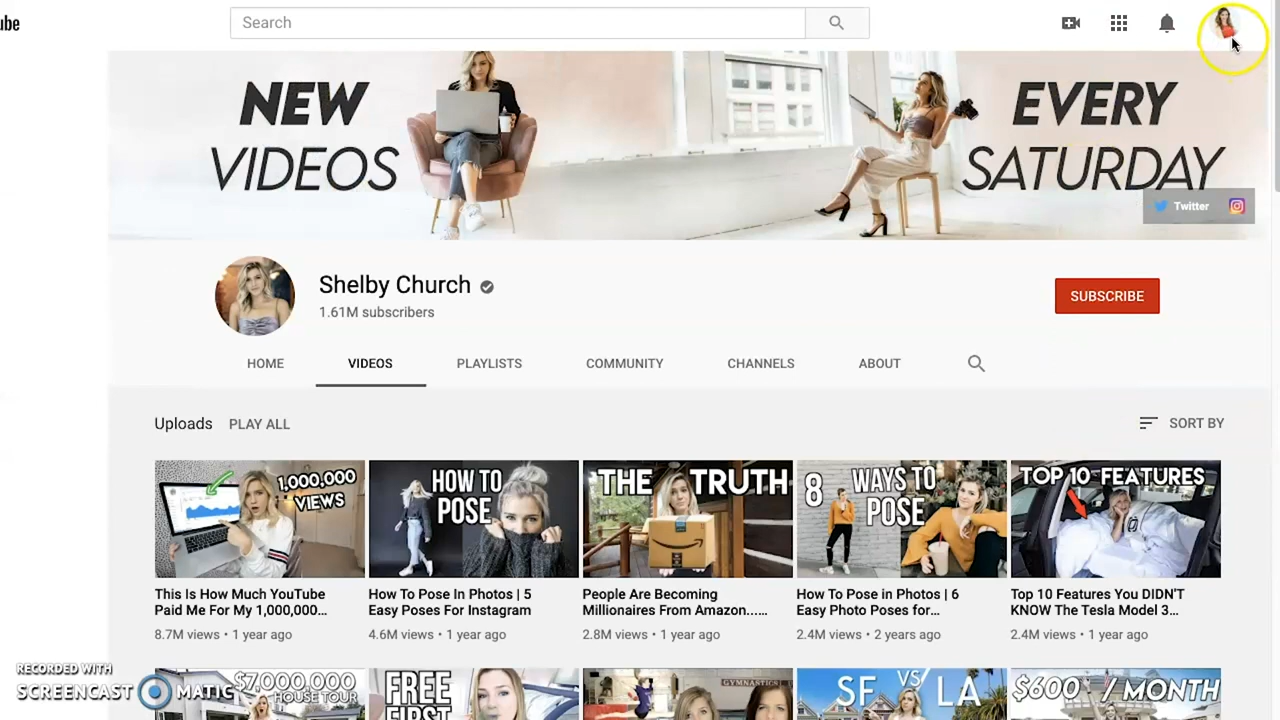 ube
Search
NEW
VIDEOS
EVERY
SATURDAY
Twitter
Shelby Church
1.61M subscribers
SUBSCRIBE
HOME VIDEOS PLAYLISTS COMMUNITY CHANNELS ABOUT
Uploads PLAY ALL SORT BY
1,000,000
VIEWS
HOW TO
POSE
THE TRUTH
8 WAYS TO
POSE
TOP 10 FEATURES
This Is How Much YouTube
Paid Me For My 1,000,000...
8.7M views • 1 year ago
How To Pose In Photos | 5
Easy Poses For Instagram
4.6M views • 1 year ago
People Are Becoming
Millionaires From Amazon......
2.8M views • 1 year ago
How To Pose in Photos | 6
Easy Photo Poses for...
2.4M views • 2 years ago
Top 10 Features You DIDN'T
KNOW The Tesla Model 3...
2.4M views • 1 year ago
RECORDED WITH
SCREENCAST MATIC
$7,000,000
HOUSE TOUR
FREE
FIRST
GYMNASTICS
SF VS LA
$600 / MONTH